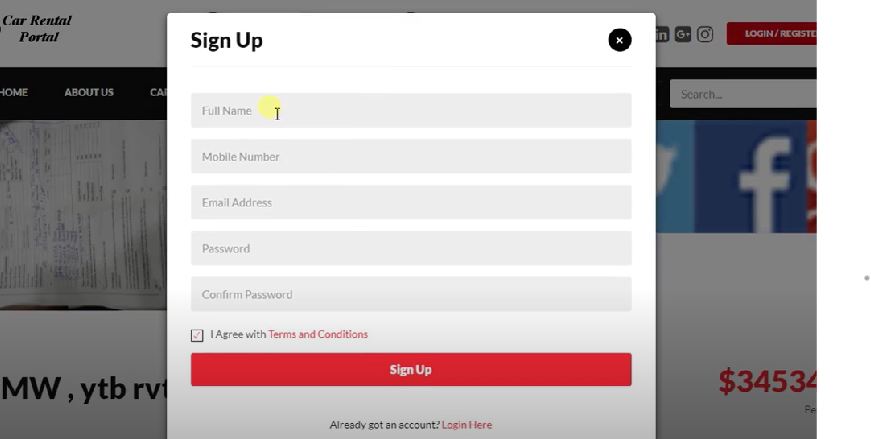 Car Rental
Portal
Sign Up
in G+
LOGIN / REGISTE
HOME ABOUT US CA
Search...
Full Name
Mobile Number
Email Address
Password
Confirm Password
I Agree with Terms and Conditions
Sign Up
MW , ytb rvt
$34534
Pe
Already got an account? Login Here